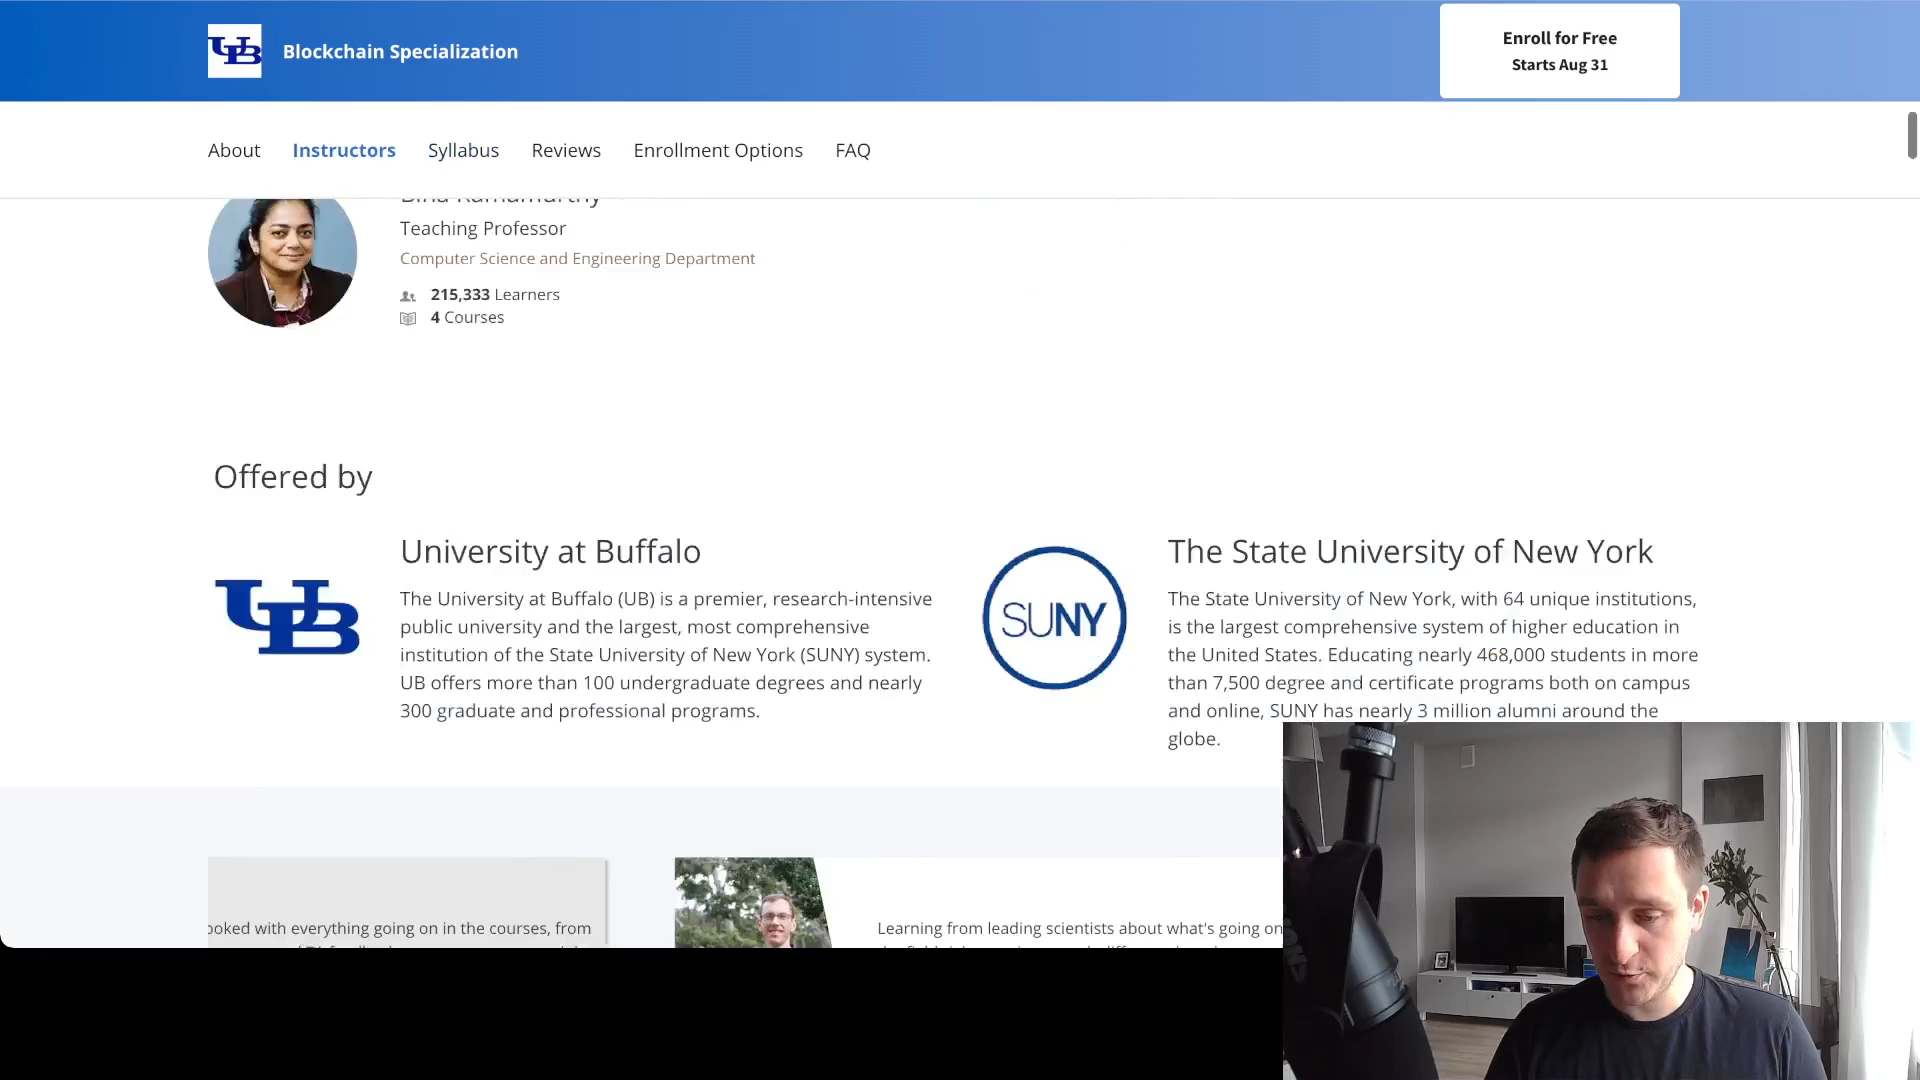 UB
Blockchain Specialization
Enroll for Free
Starts Aug 31
About
Instructors
Syllabus
Reviews
Enrollment Options
FAQ
Teaching Professor
Computer Science and Engineering Department
215,333 Learners
4 Courses
Offered by
University at Buffalo
The University at Buffalo (UB) is a premier, research-intensive
public university and the largest, most comprehensive
institution of the State University of New York (SUNY) system.
UB offers more than 100 undergraduate degrees and nearly
300 graduate and professional programs.
UB
SUNY
The State University of New York
The State University of New York, with 64 unique institutions,
is the largest comprehensive system of higher education in
the United States. Educating nearly 468,000 students in more
than 7,500 degree and certificate programs both on campus
and online, SUNY has nearly 3 million alumni around the
globe.
ooked with everything going on in the courses, from
Learning from leading scientists about what's going on